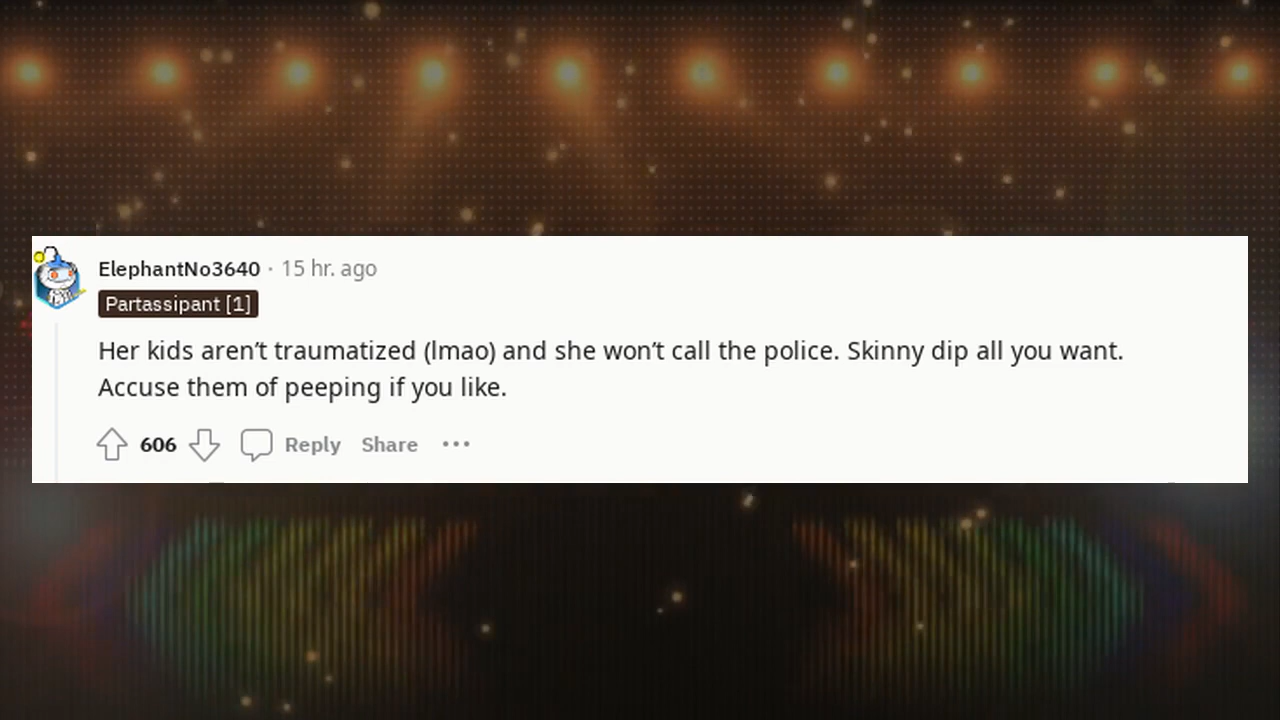 ElephantNo3640 · 15 hr. ago
Partassipant [1]
Her kids aren’t traumatized (lmao) and she won’t call the police. Skinny dip all you want.
Accuse them of peeping if you like.
606 Reply Share •••